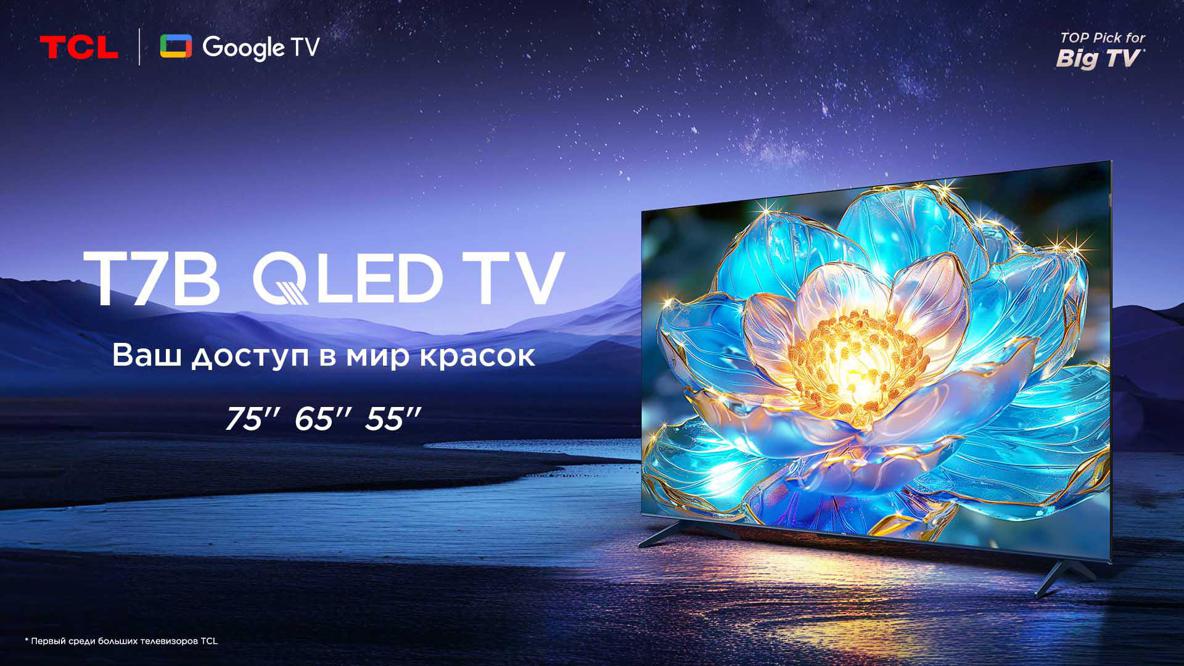 TCL | Google TV
TOP Pick for
Big TV*
T7B QLED TV
Ваш доступ в мир красок
75'' 65'' 55''
* Первый среди больших телевизоров TCL